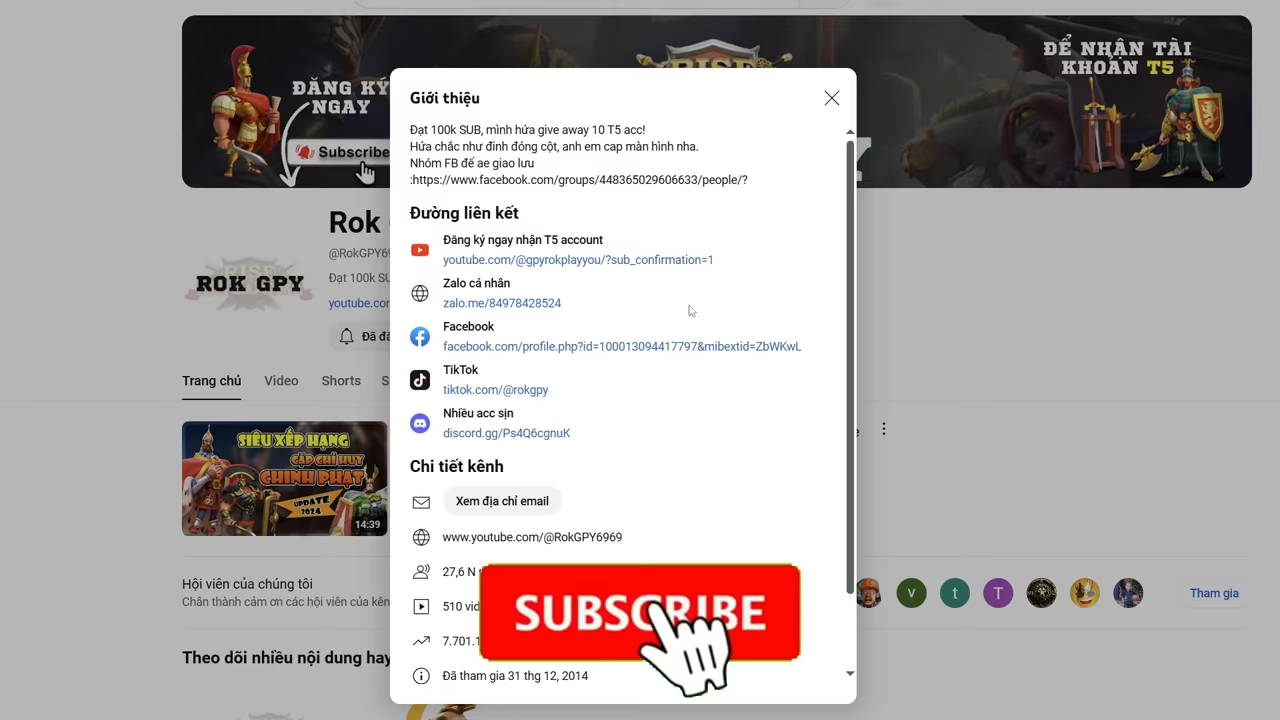 ĐĂNG KÝ
NGAY
Subscribe
RISE
ĐỂ NHẬN TÀI
KHOẢN T5
Rok
@RokGPY69
Đạt 100k SU
youtube.com
RISE
ROK GPY
Trang chủ
Video
Shorts
S
SIÊU XẾP HẠNG
CẶP CHỈ HUY
CHINH PHẠT
UPDATE
2024
14:39
Hội viên của chúng tôi
Chân thành cảm ơn các hội viên của kên
V
t
T
Tham gia
Theo dõi nhiều nội dung hay
Giới thiệu
Đạt 100k SUB, mình hứa give away 10 T5 acc!
Hứa chắc như đinh đóng cột, anh em cap màn hình nha.
Nhóm FB để ae giao lưu
:https://www.facebook.com/groups/448365029606633/people/?
Đường liên kết
Đăng ký ngay nhận T5 account
youtube.com/@gpyrokplayyou/?sub_confirmation=1
Zalo cá nhân
zalo.me/84978428524
Facebook
facebook.com/profile.php?id=100013094417797&mibextid=ZbWKwL
TikTok
tiktok.com/@rokgpy
Nhiều acc sịn
discord.gg/Ps4Q6cgnuK
Chi tiết kênh
Xem địa chỉ email
www.youtube.com/@RokGPY6969
27,6 N
510 vid
7.701.1
SUBSCRIBE
Đã tham gia 31 thg 12, 2014